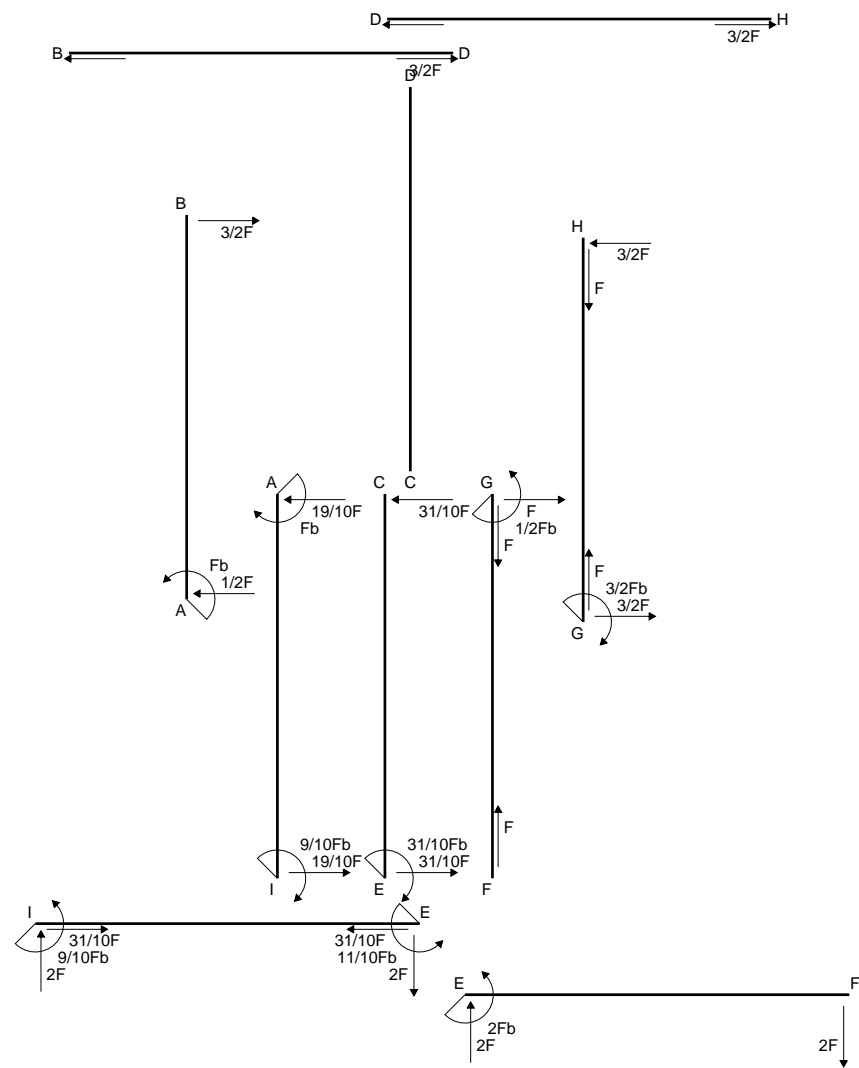 D H
3/2F
B D
3/2F
D
B
3/2F
H
3/2F
F
A C C G
19/10F 31/10F F
Fb 1/2Fb
F
Fb
1/2F
A
F
3/2Fb
3/2F
G
F
9/10Fb 31/10Fb
19/10F 31/10F
I E F
I E
31/10F 31/10F
9/10Fb 11/10Fb
2F 2F
E F
2Fb
2F 2F